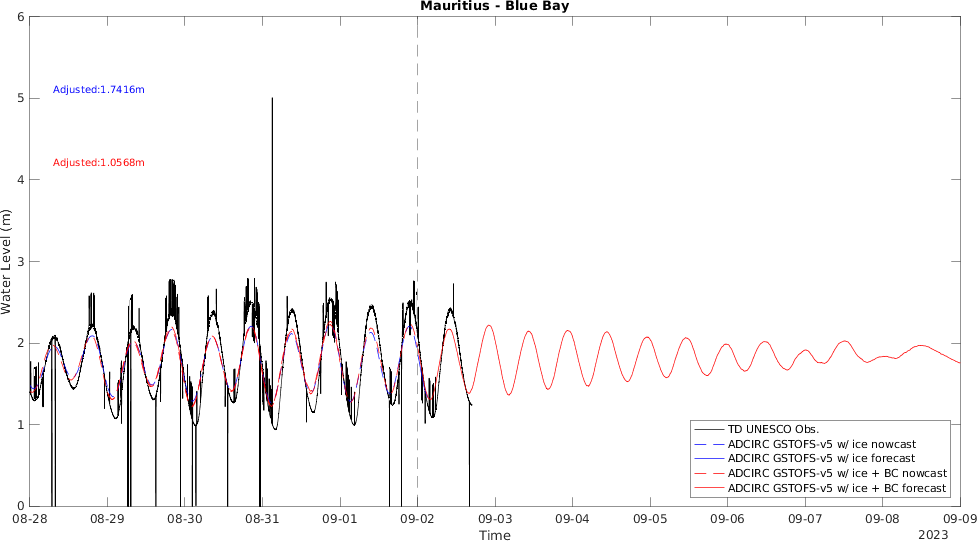 Mauritius - Blue Bay
6
5
4
3
2
1
0
Water Level (m)
Adjusted:1.7416m
Adjusted:1.0568m
TD UNESCO Obs.
ADCIRC GSTOFS-v5 w/ ice nowcast
ADCIRC GSTOFS-v5 w/ ice forecast
ADCIRC GSTOFS-v5 w/ ice + BC nowcast
ADCIRC GSTOFS-v5 w/ ice + BC forecast
08-28 08-29 08-30 08-31 09-01 09-02 09-03 09-04 09-05 09-06 09-07 09-08 09-09
Time
2023